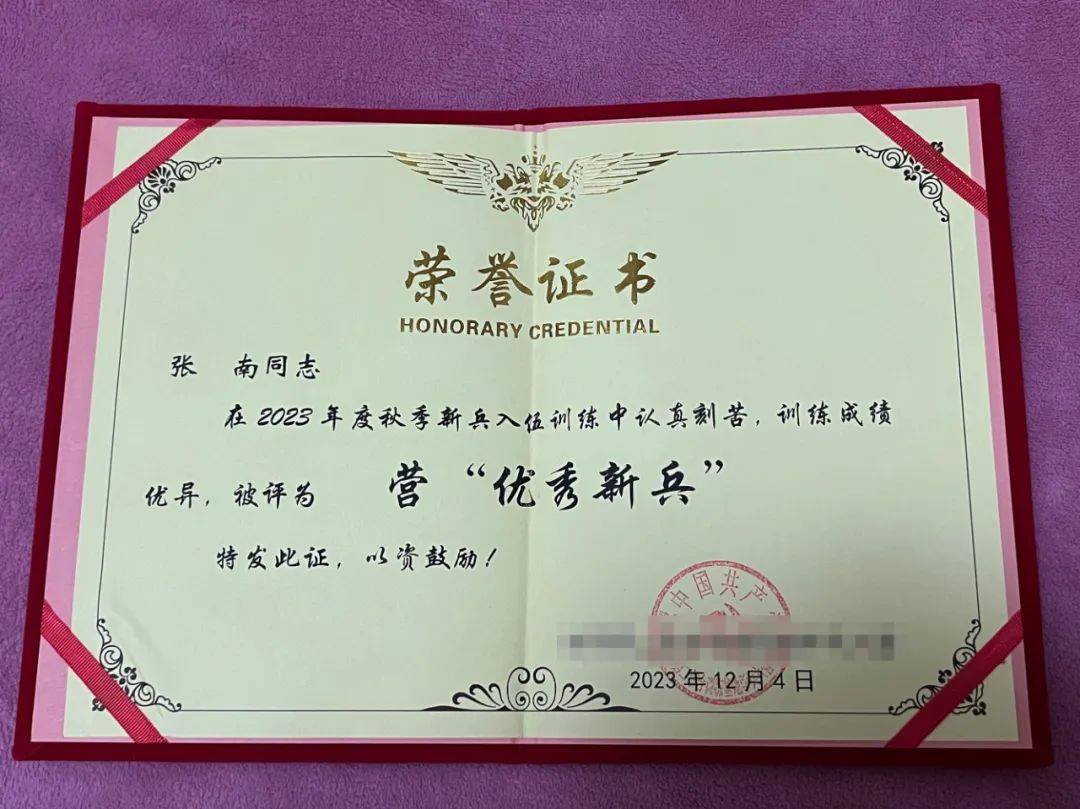 荣誉证书
HONORARY CREDENTIAL
张 南同志
在2023年度秋季新兵入伍训练中认真刻苦，训练成绩
优异，被评为 营“优秀新兵”
特发此证，以资鼓励！
中国共产
2023年12月4日